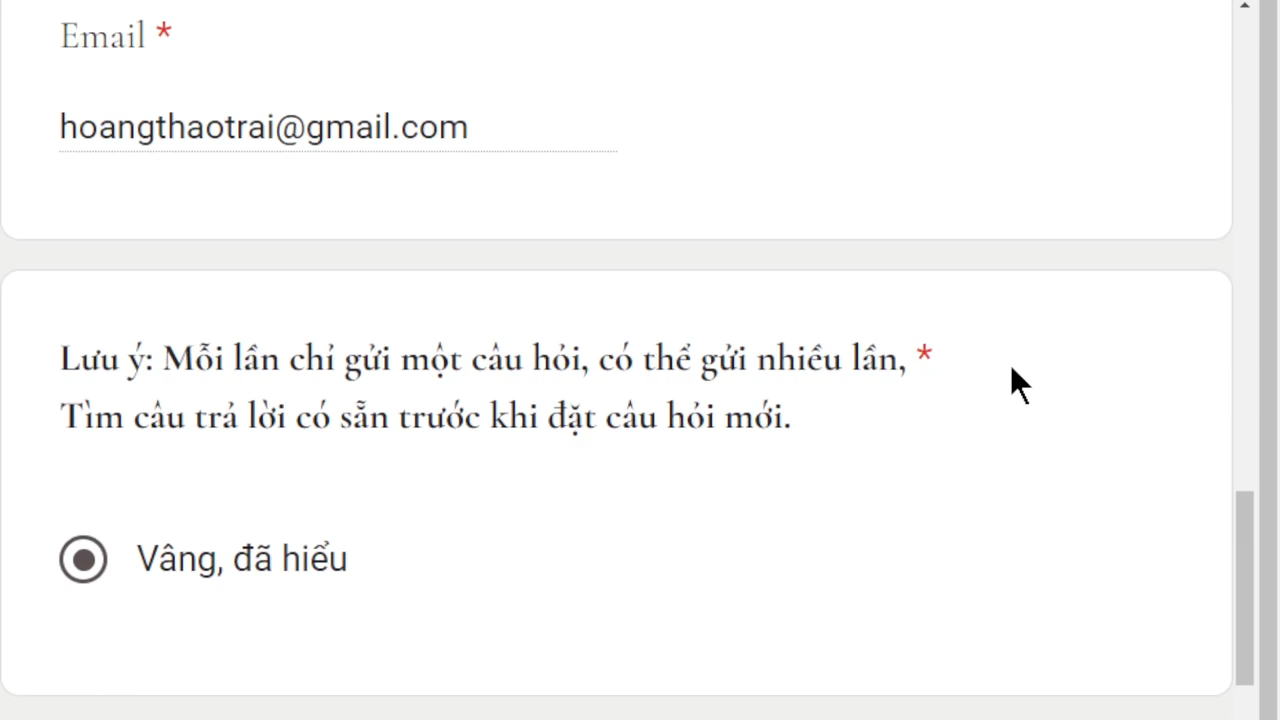 Email *
hoangthaotrai@gmail.com
Lưu ý: Mỗi lần chỉ gửi một câu hỏi, có thể gửi nhiều lần, *
Tìm câu trả lời có sẵn trước khi đặt câu hỏi mới.
Vâng, đã hiểu